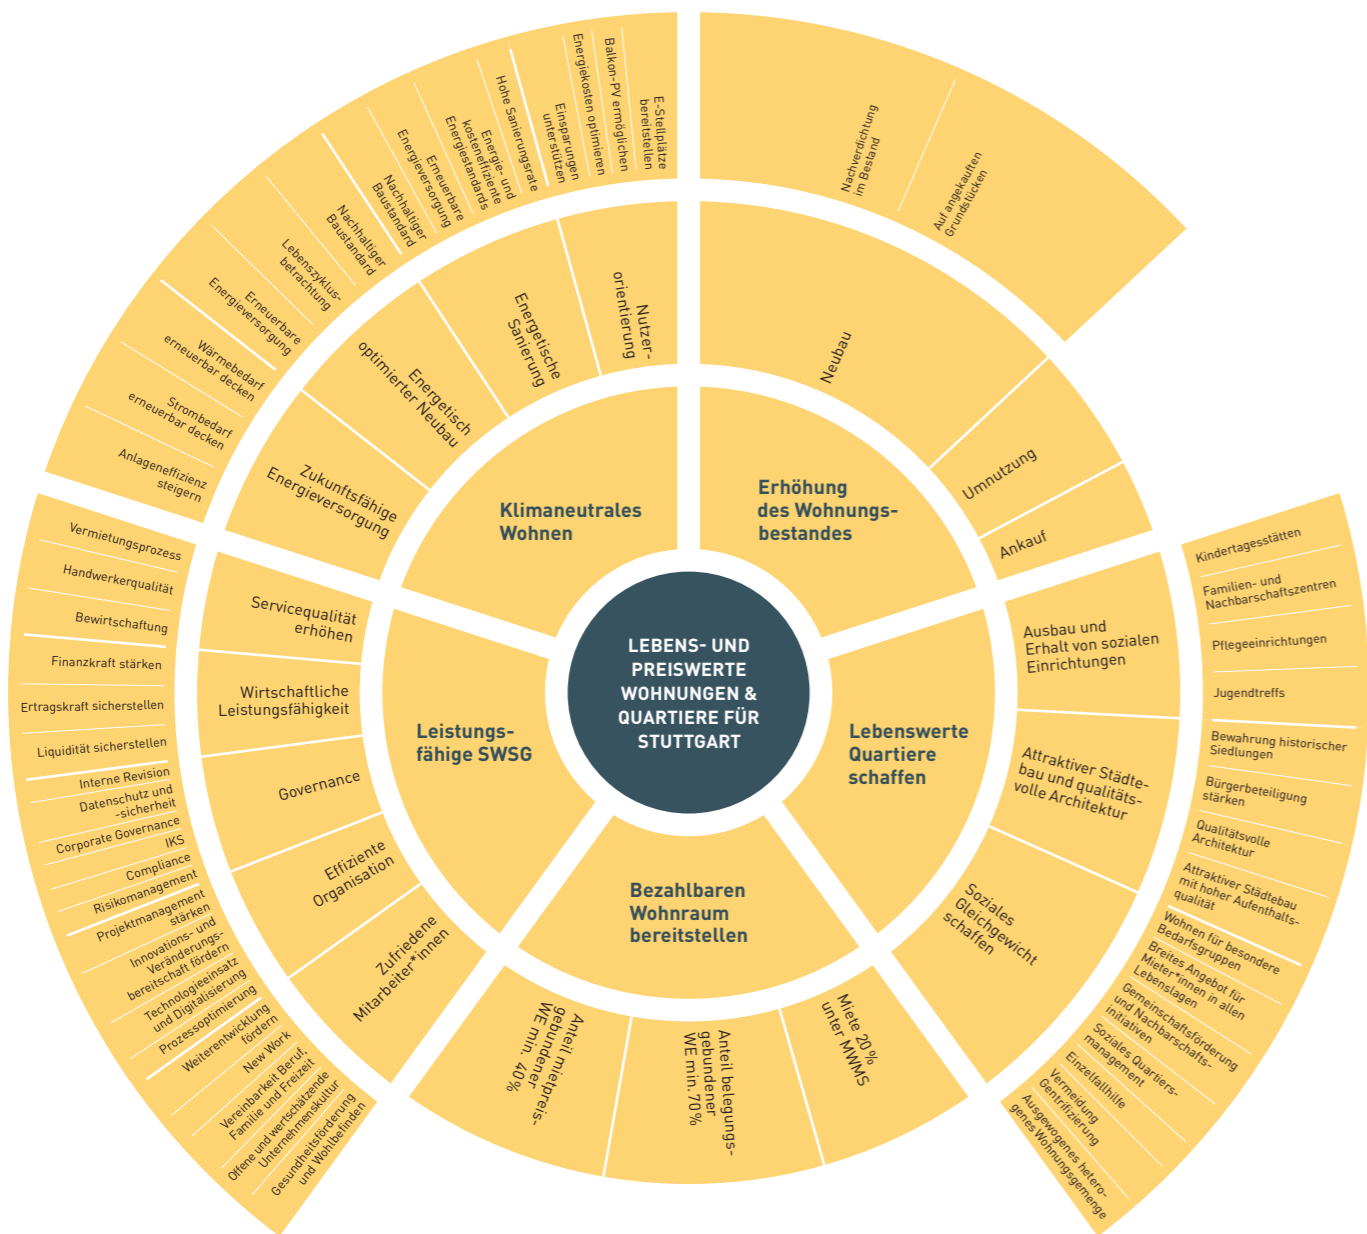 LEBENS- UND
PREISWERTE
WOHNUNGEN &
QUARTIERE FÜR
STUTTGART
Erhöhung
des Wohnungs-
bestandes
Neubau
Nachverdichtung
im Bestand
Auf angekauften
Grundstücken
Umnutzung
Ankauf
Lebenswerte
Quartiere
schaffen
Ausbau und
Erhalt von sozialen
Einrichtungen
Kindertagesstätten
Familien- und
Nachbarschaftszentren
Pflegeeinrichtungen
Jugendtreffs
Attraktiver Städte-
bau und qualitäts-
volle Architektur
Bewahrung historischer
Siedlungen
Bürgerbeteiligung
stärken
Qualitätsvolle
Architektur
Attraktiver Städtebau
mit hoher Aufenthalts-
qualität
Soziales
Gleichgewicht
schaffen
Wohnen für besondere
Bedarfsgruppen
Breites Angebot für
Mieter*innen in allen
Lebenslagen
Gemeinschaftsförderung
und Nachbarschafts-
initiativen
Soziales Quartiers-
management
Einzelfallhilfe
Vermeidung
Gentrifizierung
Ausgewogenes hetero-
genes Wohnungsgemenge
Bezahlbaren
Wohnraum
bereitstellen
Miete 20 %
unter MWMS
Anteil belegungs-
gebundener
WE min. 70 %
Anteil mietpreis-
gebundener
WE min. 40 %
Leistungs-
fähige SWSG
Zufriedene
Mitarbeiter*innen
Gesundheitsförderung
und Wohlbefinden
Offene und wertschätzende
Unternehmenskultur
Vereinbarkeit Beruf,
Familie und Freizeit
New Work
Weiterentwicklung
fördern
Effiziente
Organisation
Prozessoptimierung
Technologieeinsatz
und Digitalisierung
Innovations- und
Veränderungs-
bereitschaft fördern
Projektmanagement
stärken
Governance
Risikomanagement
Compliance
IKS
Corporate Governance
Datenschutz und
-sicherheit
Interne Revision
Wirtschaftliche
Leistungsfähigkeit
Liquidität sicherstellen
Ertragskraft sicherstellen
Finanzkraft stärken
Servicequalität
erhöhen
Bewirtschaftung
Handwerkerqualität
Vermietungsprozess
Klimaneutrales
Wohnen
Zukunftsfähige
Energieversorgung
Anlageneffizienz
steigern
Strombedarf
erneuerbar decken
Wärmebedarf
erneuerbar decken
Energetisch
optimierter Neubau
Erneuerbare
Energieversorgung
Lebenszyklus-
betrachtung
Nachhaltiger
Baustandard
Energetische
Sanierung
Nachhaltiger
Baustandard
Erneuerbare
Energieversorgung
Energie- und
kosteneffiziente
Energiestandards
Hohe Sanierungsrate
Nutzer-
orientierung
Einsparungen
unterstützen
Energiekosten optimieren
Balkon-PV ermöglichen
E-Stellplätze
bereitstellen